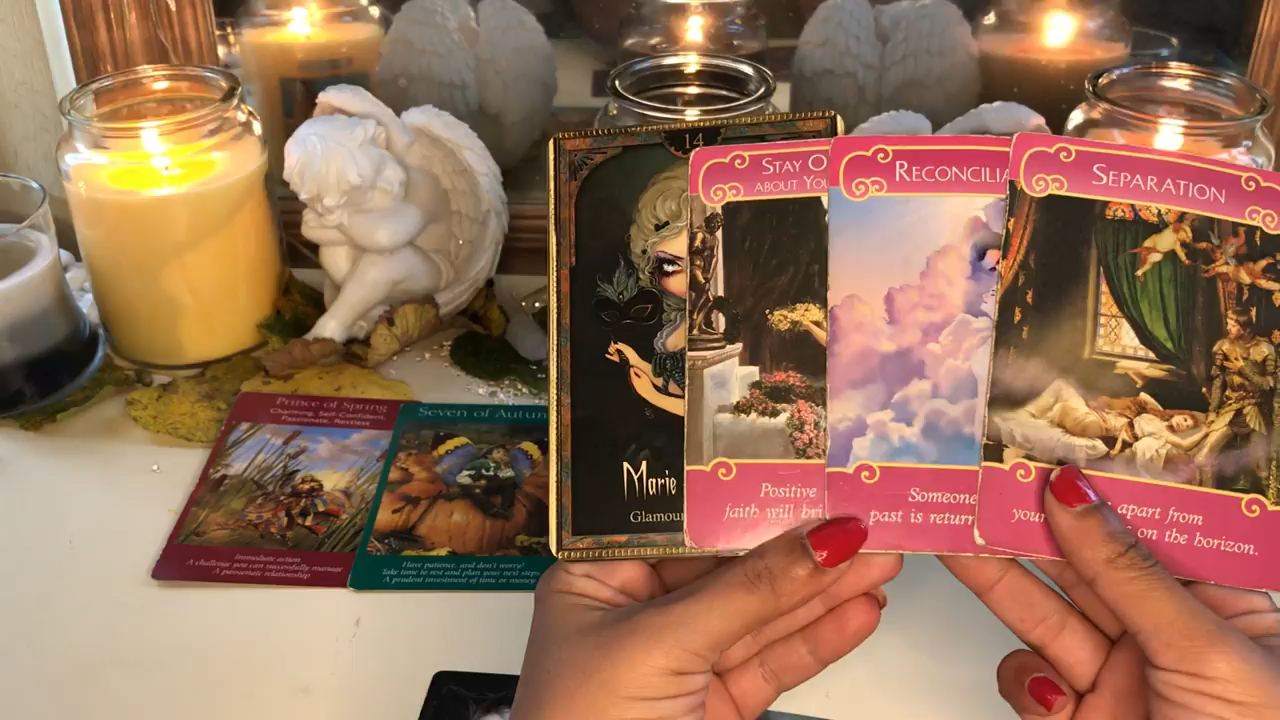 14
Marie
Glamour
STAY O
ABOUT YOU
Positive
faith will bri
RECONCILIA
Someone
past is return
SEPARATION
your apart from
on the horizon.
Prince of Spring
Charming, Self-Confident,
Passionate, Restless
Immediate action
A challenge you can successfully manage
A passionate relationship
Seven of Autumn
Have patience, and don't worry!
Take time to rest and plan your next steps
A prudent investment of time or money